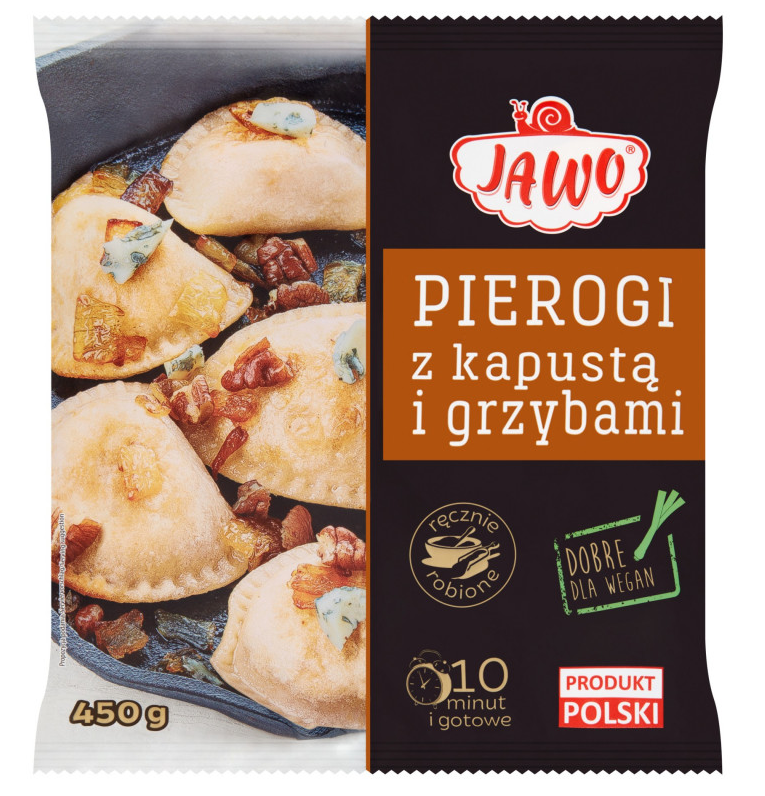 JAWO®
PIEROGI
z kapustą
i grzybami
ręcznie
robione
DOBRE
DLA WEGAN
10
minut
i gotowe
PRODUKT
POLSKI
450 g